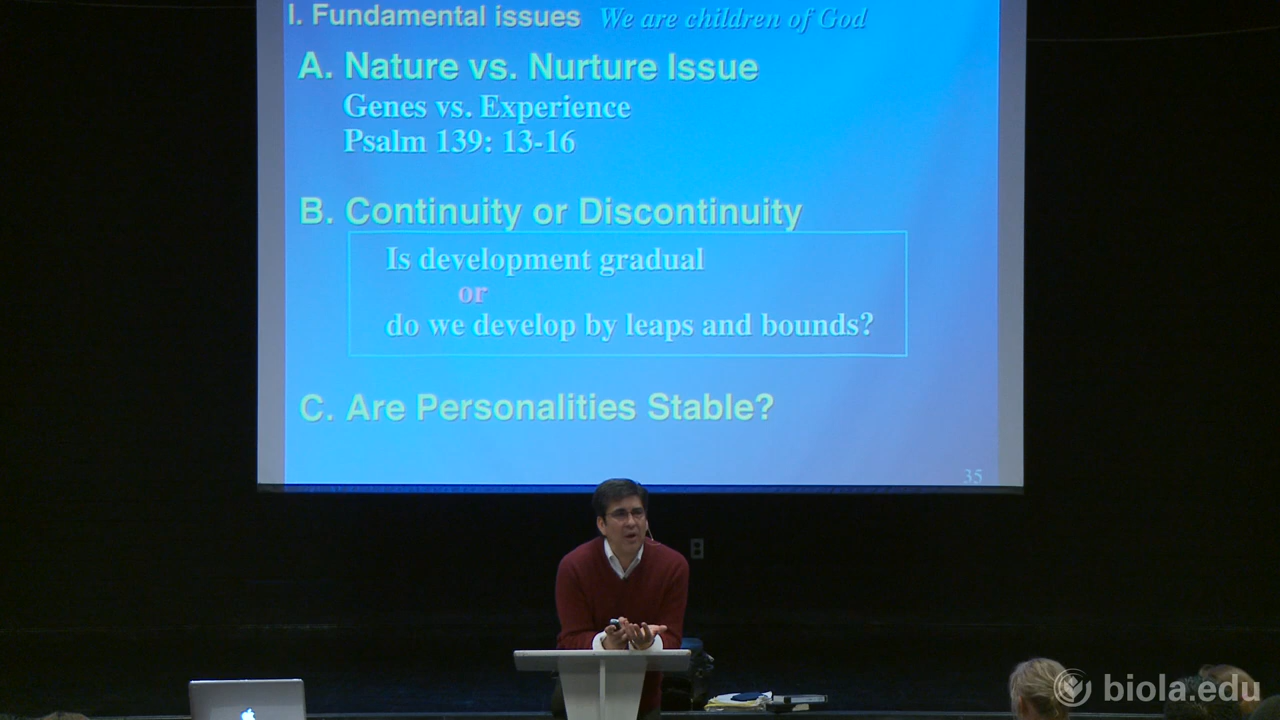 I. Fundamental issues We are children of God
A. Nature vs. Nurture Issue
Genes vs. Experience
Psalm 139: 13-16
B. Continuity or Discontinuity
Is development gradual
or
do we develop by leaps and bounds?
C. Are Personalities Stable?
35
biola.edu